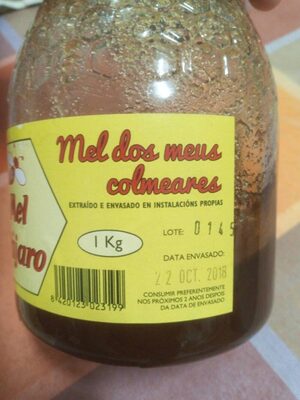 Mel dos meus
colmeares
EXTRAÍDO E ENVASADO EN INSTALACIÓNS PROPIAS
1 Kg
LOTE: 0145
DATA ENVASADO:
22 OCT. 2018
CONSUMIR PREFERENTEMENTE
NOS PRÓXIMOS 2 ANOS DESPOIS
DA DATA DE ENVASADO
8420123023199